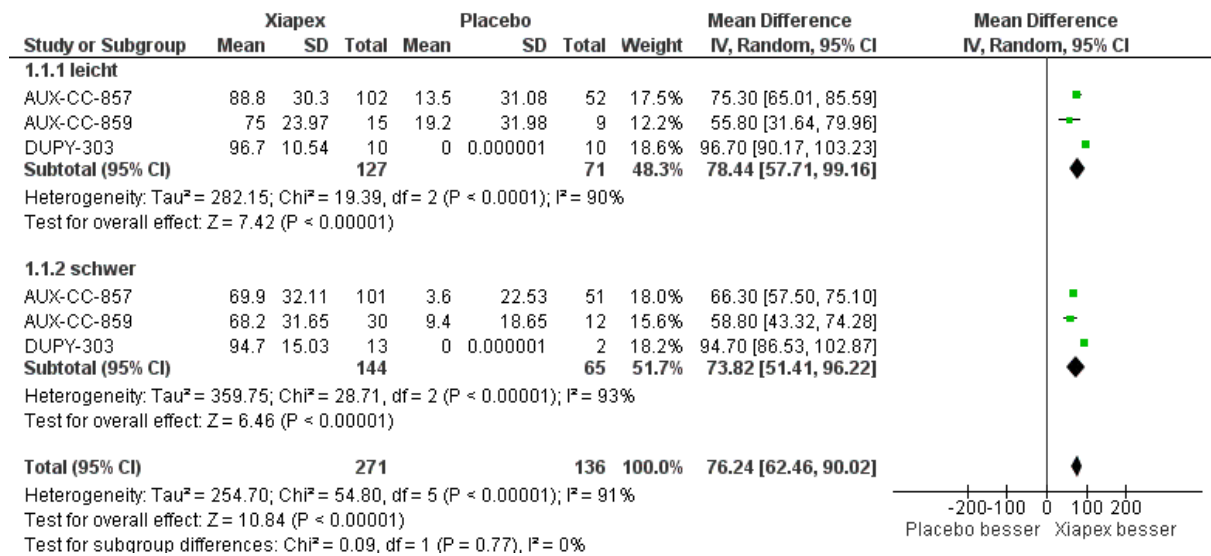 Xiapex Placebo Mean Difference Mean Difference
Study or Subgroup Mean SD Total Mean SD Total Weight IV, Random, 95% CI IV, Random, 95% CI
1.1.1 leicht
AUX-CC-857 88.8 30.3 102 13.5 31.08 52 17.5% 75.30 [65.01, 85.59]
AUX-CC-859 75 23.97 15 19.2 31.98 9 12.2% 55.80 [31.64, 79.96]
DUPY-303 96.7 10.54 10 0 0.000001 10 18.6% 96.70 [90.17, 103.23]
Subtotal (95% CI) 127 71 48.3% 78.44 [57.71, 99.16]
Heterogeneity: Tau² = 282.15; Chi² = 19.39, df = 2 (P < 0.0001); I² = 90%
Test for overall effect: Z = 7.42 (P < 0.00001)
1.1.2 schwer
AUX-CC-857 69.9 32.11 101 3.6 22.53 51 18.0% 66.30 [57.50, 75.10]
AUX-CC-859 68.2 31.65 30 9.4 18.65 12 15.6% 58.80 [43.32, 74.28]
DUPY-303 94.7 15.03 13 0 0.000001 2 18.2% 94.70 [86.53, 102.87]
Subtotal (95% CI) 144 65 51.7% 73.82 [51.41, 96.22]
Heterogeneity: Tau² = 359.75; Chi² = 28.71, df = 2 (P < 0.00001); I² = 93%
Test for overall effect: Z = 6.46 (P < 0.00001)
Total (95% CI) 271 136 100.0% 76.24 [62.46, 90.02]
Heterogeneity: Tau² = 254.70; Chi² = 54.80, df = 5 (P < 0.00001); I² = 91%
Test for overall effect: Z = 10.84 (P < 0.00001)
Test for subgroup differences: Chi² = 0.09, df = 1 (P = 0.77), I² = 0%
-200 -100 0 100 200
Placebo besser Xiapex besser